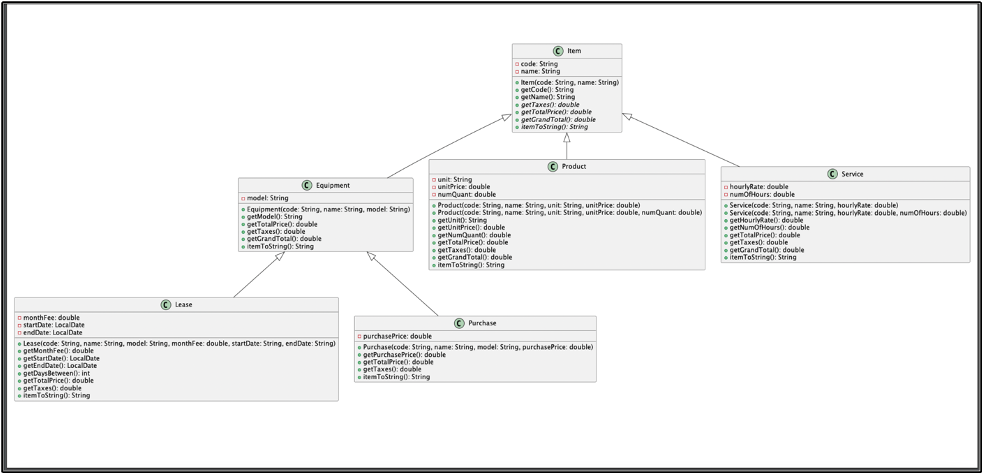 C Item
code: String
name: String
Item(code: String, name: String)
getCode(): String
getName(): String
getTaxes(): double
getTotalPrice(): double
getGrandTotal(): double
itemToString(): String
C Equipment
model: String
Equipment(code: String, name: String, model: String)
getModel(): String
getTotalPrice(): double
getTaxes(): double
getGrandTotal(): double
itemToString(): String
C Product
unit: String
unitPrice: double
numQuant: double
Product(code: String, name: String, unit: String, unitPrice: double)
Product(code: String, name: String, unit: String, unitPrice: double, numQuant: double)
getUnit(): String
getUnitPrice(): double
getNumQuant(): double
getTotalPrice(): double
getTaxes(): double
getGrandTotal(): double
itemToString(): String
C Service
hourlyRate: double
numOfHours: double
Service(code: String, name: String, hourlyRate: double)
Service(code: String, name: String, hourlyRate: double, numOfHours: double)
getHourlyRate(): double
getNumOfHours(): double
getTotalPrice(): double
getTaxes(): double
getGrandTotal(): double
itemToString(): String
C Lease
monthFee: double
startDate: LocalDate
endDate: LocalDate
Lease(code: String, name: String, model: String, monthFee: double, startDate: String, endDate: String)
getMonthFee(): double
getStartDate(): LocalDate
getEndDate(): LocalDate
getDaysBetween(): int
getTotalPrice(): double
getTaxes(): double
itemToString(): String
C Purchase
purchasePrice: double
Purchase(code: String, name: String, model: String, purchasePrice: double)
getPurchasePrice(): double
getTotalPrice(): double
getTaxes(): double
itemToString(): String